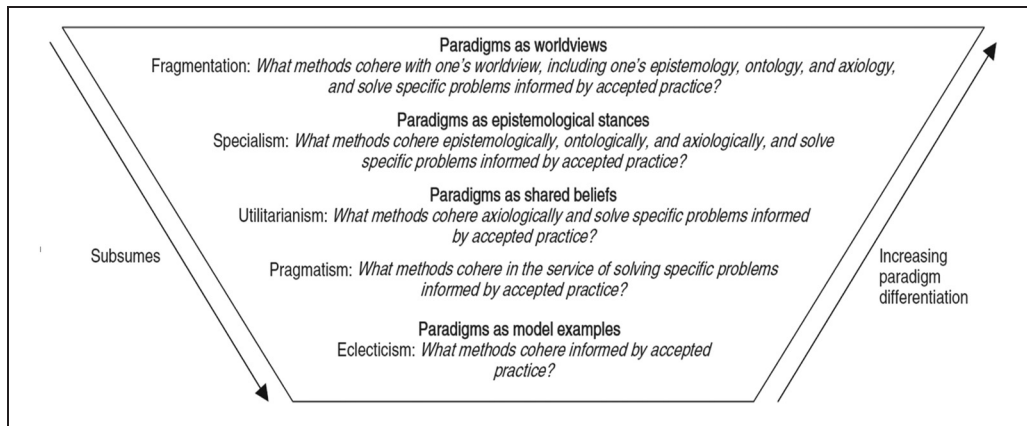 Paradigms as worldviews
Fragmentation: What methods cohere with one's worldview, including one's epistemology, ontology, and axiology,
and solve specific problems informed by accepted practice?
Paradigms as epistemological stances
Specialism: What methods cohere epistemologically, ontologically, and axiologically, and solve
specific problems informed by accepted practice?
Paradigms as shared beliefs
Utilitarianism: What methods cohere axiologically and solve specific problems informed
by accepted practice?
Subsumes
Pragmatism: What methods cohere in the service of solving specific problems
informed by accepted practice?
Increasing
paradigm
differentiation
Paradigms as model examples
Eclecticism: What methods cohere informed by accepted
practice?